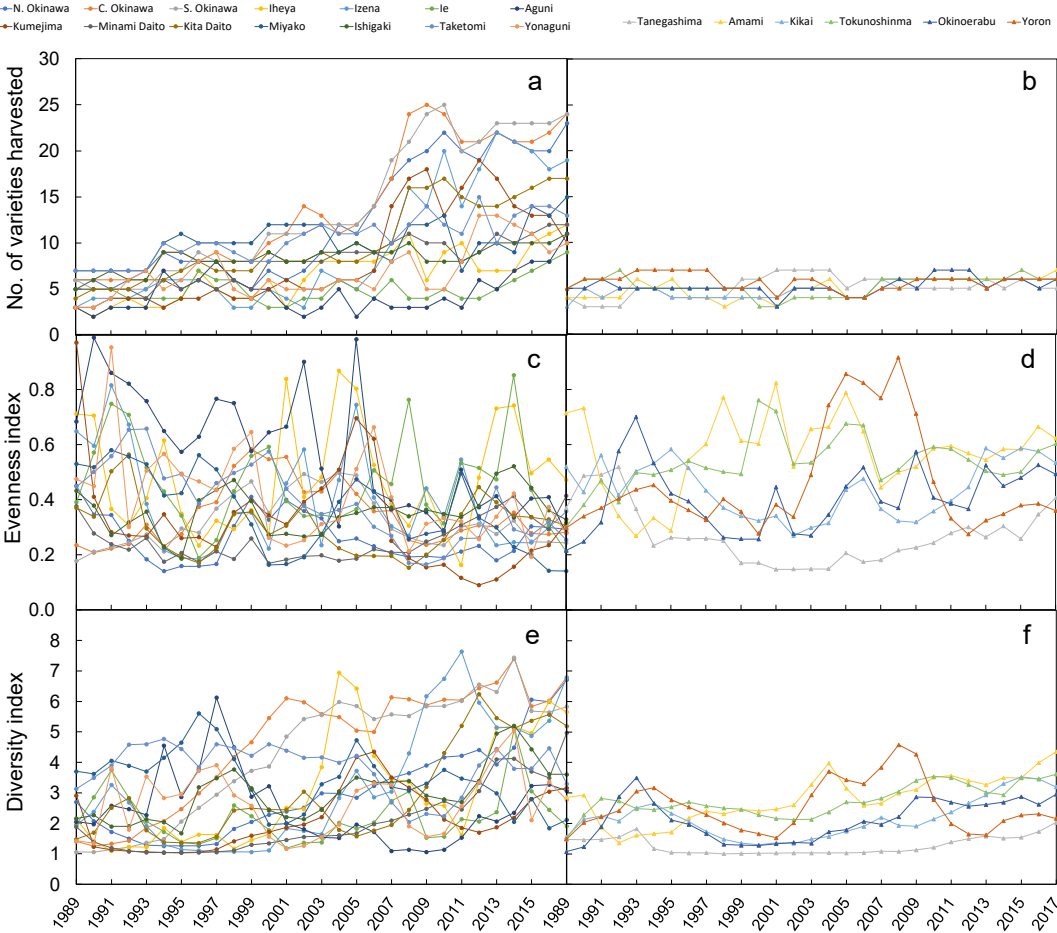 N. Okinawa C. Okinawa S. Okinawa Iheya Izena Ie Aguni
Kumejima Minami Daito Kita Daito Miyako Ishigaki Taketomi Yonaguni
Tanegashima Amami Kikai Tokunoshinma Okinoerabu Yoron
No. of varieties harvested
30
25
20
15
10
5
0
a
b
Evenness index
0.8
0.6
0.4
0.2
0.0
c
d
Diversity index
8
7
6
5
4
3
2
1
0
e
f
1989 1991 1993 1995 1997 1999 2001 2003 2005 2007 2009 2011 2013 2015 1989 1991 1993 1995 1997 1999 2001 2003 2005 2007 2009 2011 2013 2015 2017